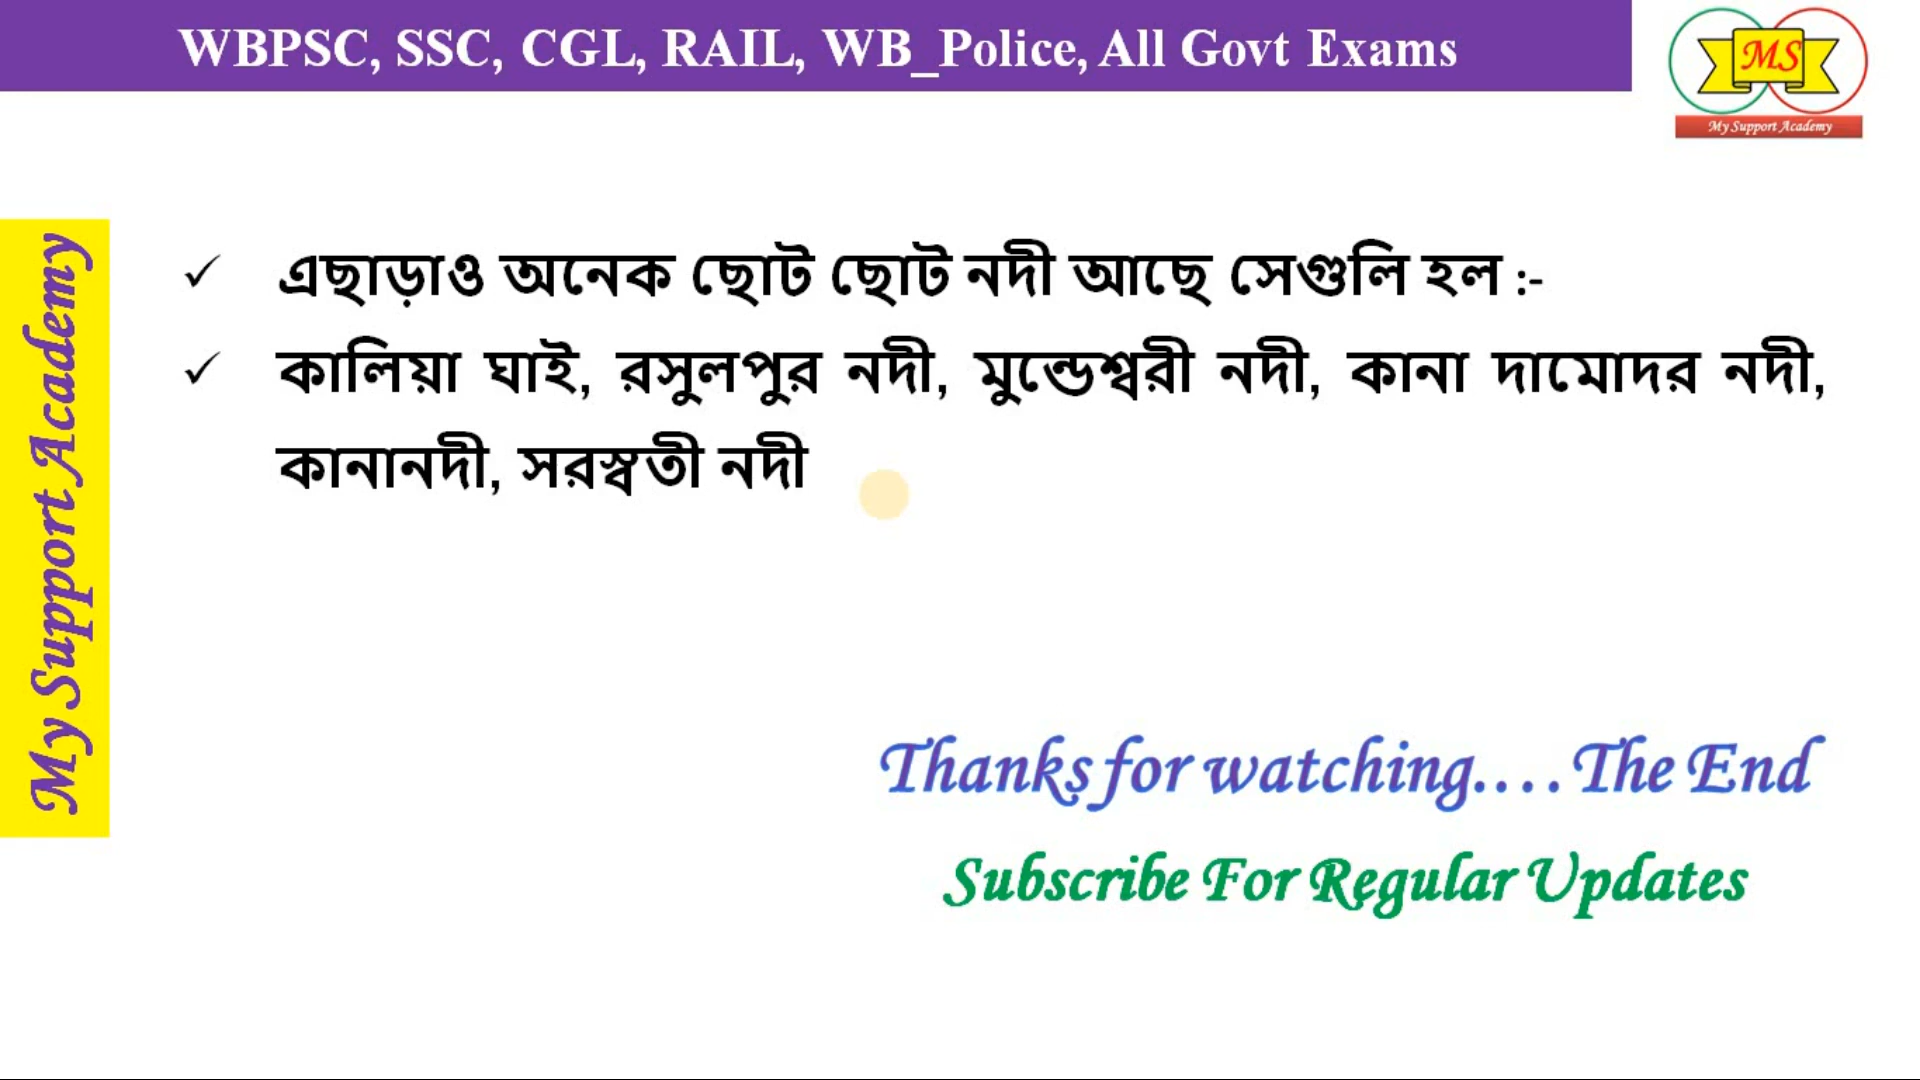 WBPSC, SSC, CGL, RAIL, WB_Police, All Govt Exams
MS
My Support Academy
My Support Academy
✓ এছাড়াও অনেক ছোট ছোট নদী আছে সেগুলি হল :-
✓ কালিয়া ঘাই, রসুলপুর নদী, মুন্ডেশ্বরী নদী, কানা দামোদর নদী,
কানানদী, সরস্বতী নদী
Thanks for watching....The End
Subscribe For Regular Updates